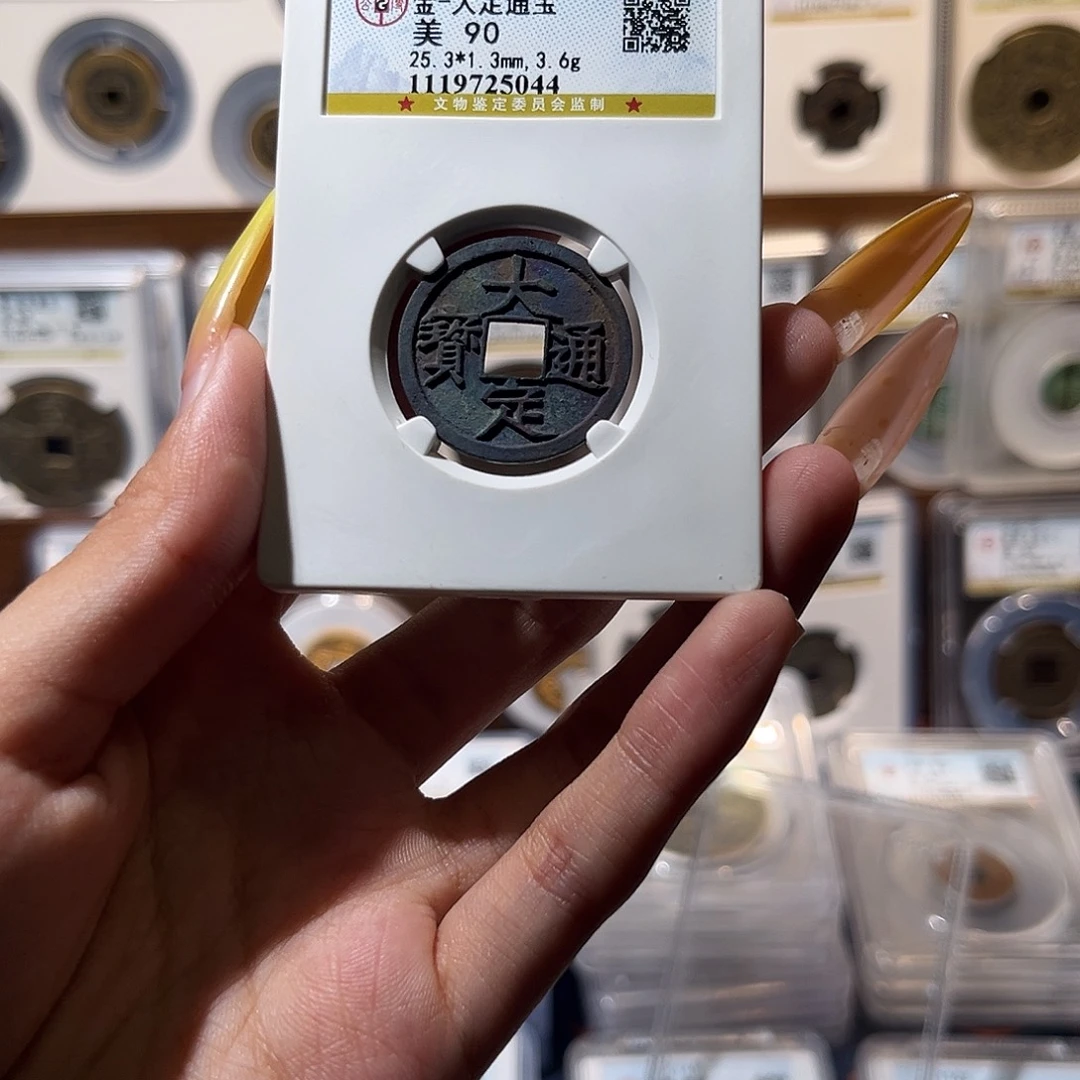 金-大定通宝
美 90
25.3*1.3mm,3.6g
1119725044
★ 文物鉴定委员会监制 ★
大
寶 通
定